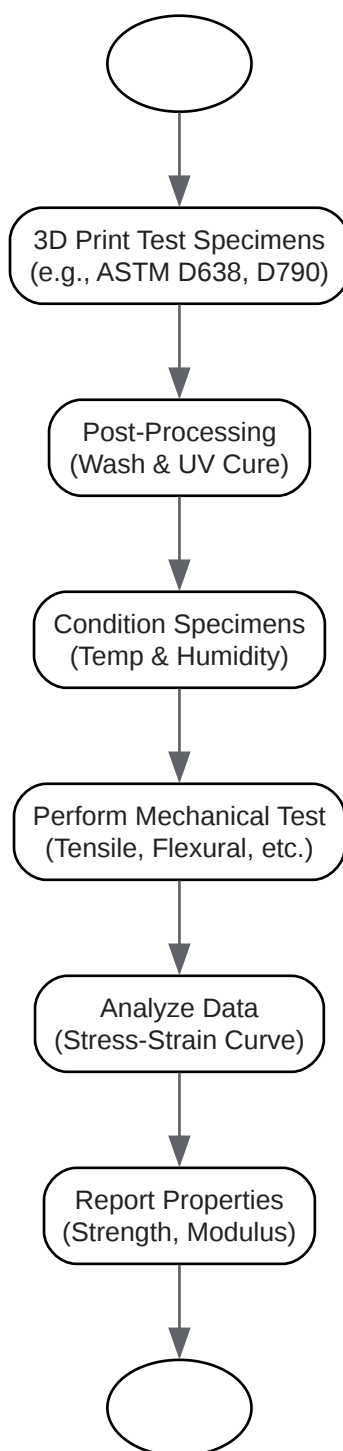 3D Print Test Specimens
(e.g., ASTM D638, D790)
Post-Processing
(Wash & UV Cure)
Condition Specimens
(Temp & Humidity)
Perform Mechanical Test
(Tensile, Flexural, etc.)
Analyze Data
(Stress-Strain Curve)
Report Properties
(Strength, Modulus)